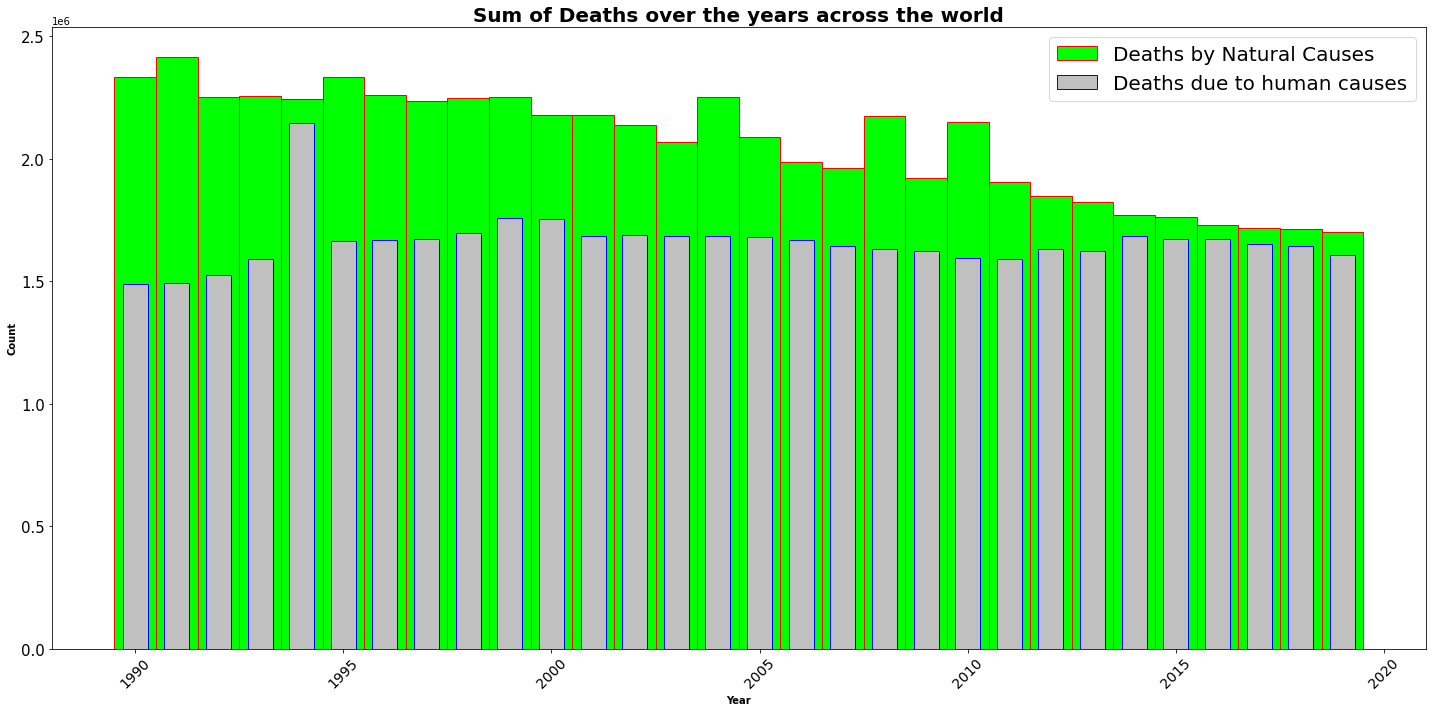 Sum of Deaths over the years across the world
1e6
Deaths by Natural Causes
Deaths due to human causes
2.5
2.0
1.5
1.0
0.5
0.0
Count
1990
1995
2000
2005
2010
2015
2020
Year